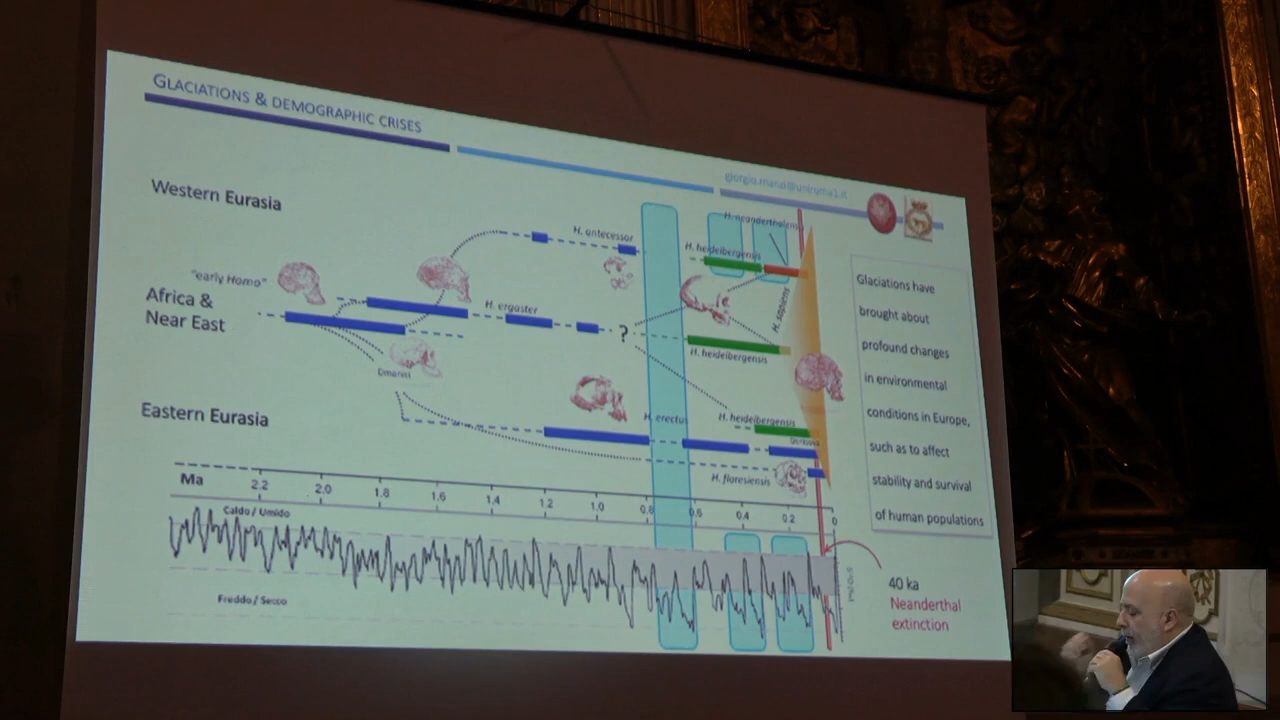 GLACIATIONS & DEMOGRAPHIC CRISES
Western Eurasia
H. neanderthalensis
H. antecessor
H. heidelbergensis
"early Homo"
Africa &
Near East
H. ergaster
?
H. sapiens
H. heidelbergensis
Dmanisi
Eastern Eurasia
H. erectus
H. heidelbergensis
Denisova
H. floresiensis
Glaciations have
brought about
profound changes
in environmental
conditions in Europe,
such as to affect
stability and survival
of human populations
Ma
2.2 2.0 1.8 1.6 1.4 1.2 1.0 0.8 0.6 0.4 0.2 0
Caldo / Umido
Freddo / Secco
40 ka
Neanderthal
extinction